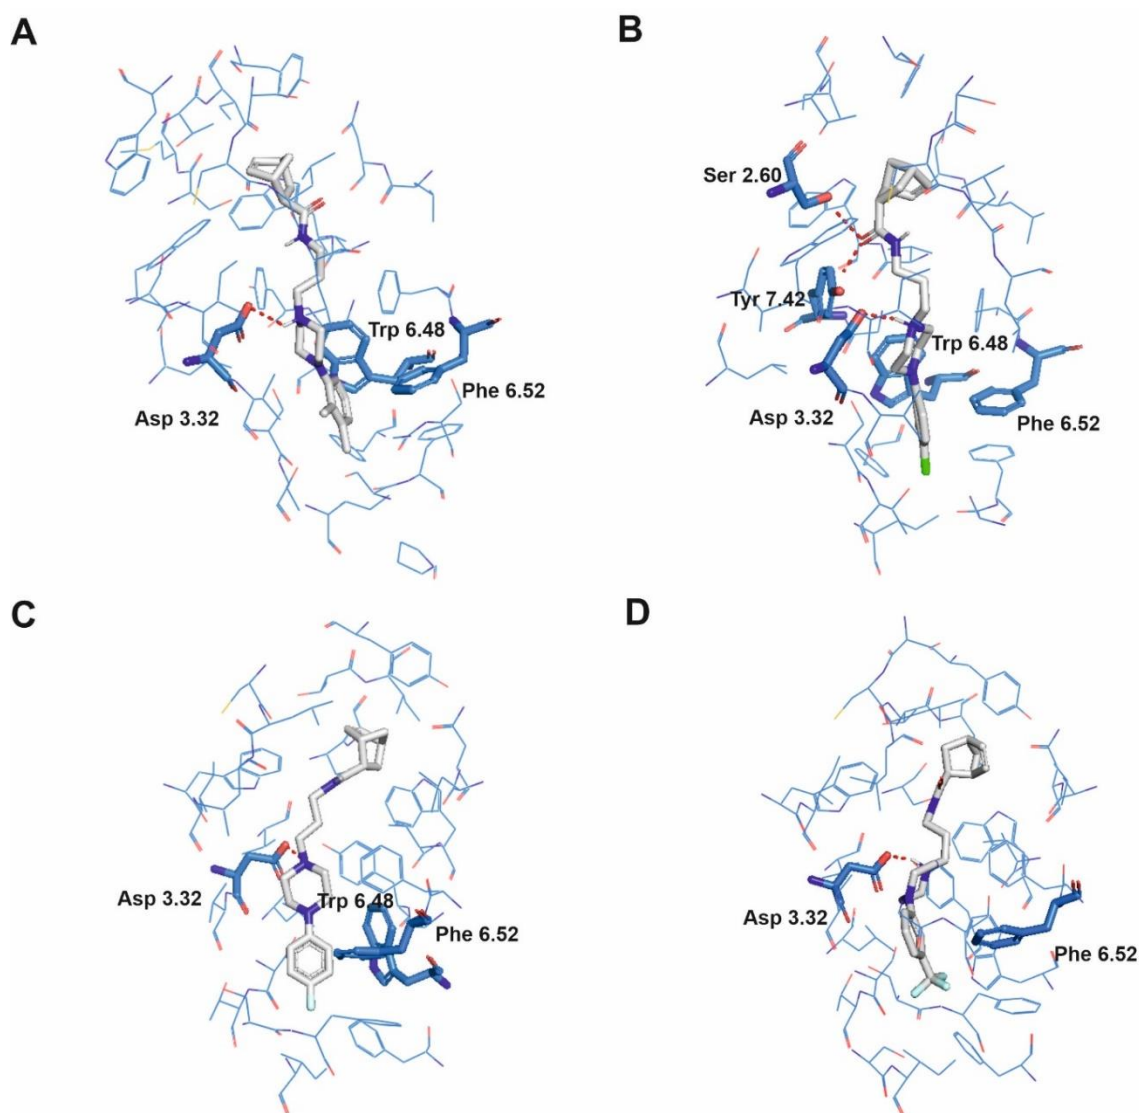 A
B
Ser 2.60
Tyr 7.42
Trp 6.48
Trp 6.48
Phe 6.52
Asp 3.32
Asp 3.32
Phe 6.52
C
D
Asp 3.32
Trp 6.48
Phe 6.52
Asp 3.32
Phe 6.52